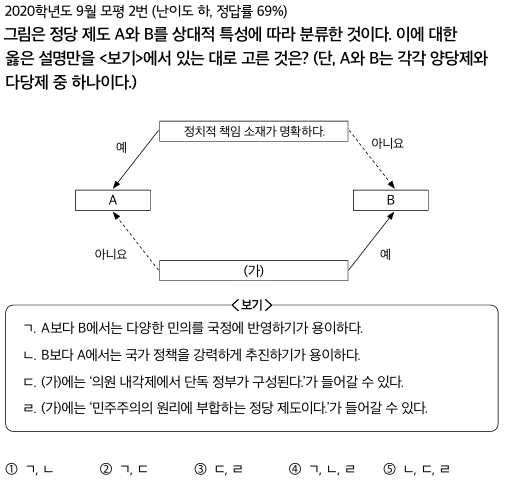 2020학년도 9월 모평 2번 (난이도 하, 정답률 69%)
그림은 정당 제도 A와 B를 상대적 특성에 따라 분류한 것이다. 이에 대한
옳은 설명만을 <보기>에서 있는 대로 고른 것은? (단, A와 B는 각각 양당제와
다당제 중 하나이다.)
정치적 책임 소재가 명확하다.
예
아니요
A
B
아니요
예
(가)
<보기>
ㄱ. A보다 B에서는 다양한 민의를 국정에 반영하기가 용이하다.
ㄴ. B보다 A에서는 국가 정책을 강력하게 추진하기가 용이하다.
ㄷ. (가)에는 '의원 내각제에서 단독 정부가 구성된다.'가 들어갈 수 있다.
ㄹ. (가)에는 '민주주의의 원리에 부합하는 정당 제도이다.'가 들어갈 수 있다.
① ㄱ, ㄴ ② ㄱ, ㄷ ③ ㄷ, ㄹ ④ ㄱ, ㄴ, ㄹ ⑤ ㄴ, ㄷ, ㄹ